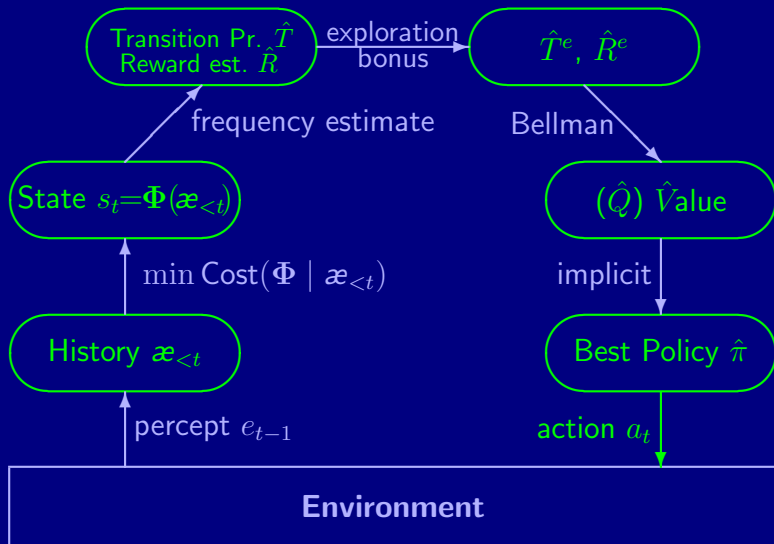 Transition Pr. T̂
Reward est. R̂
exploration
bonus
T̂ᵉ, R̂ᵉ
frequency estimate
Bellman
State sₜ=Φ(æ<ₜ)
(Q̂) V̂alue
min Cost(Φ | æ<ₜ)
implicit
History æ<ₜ
Best Policy π̂
percept eₜ₋₁
action aₜ
Environment